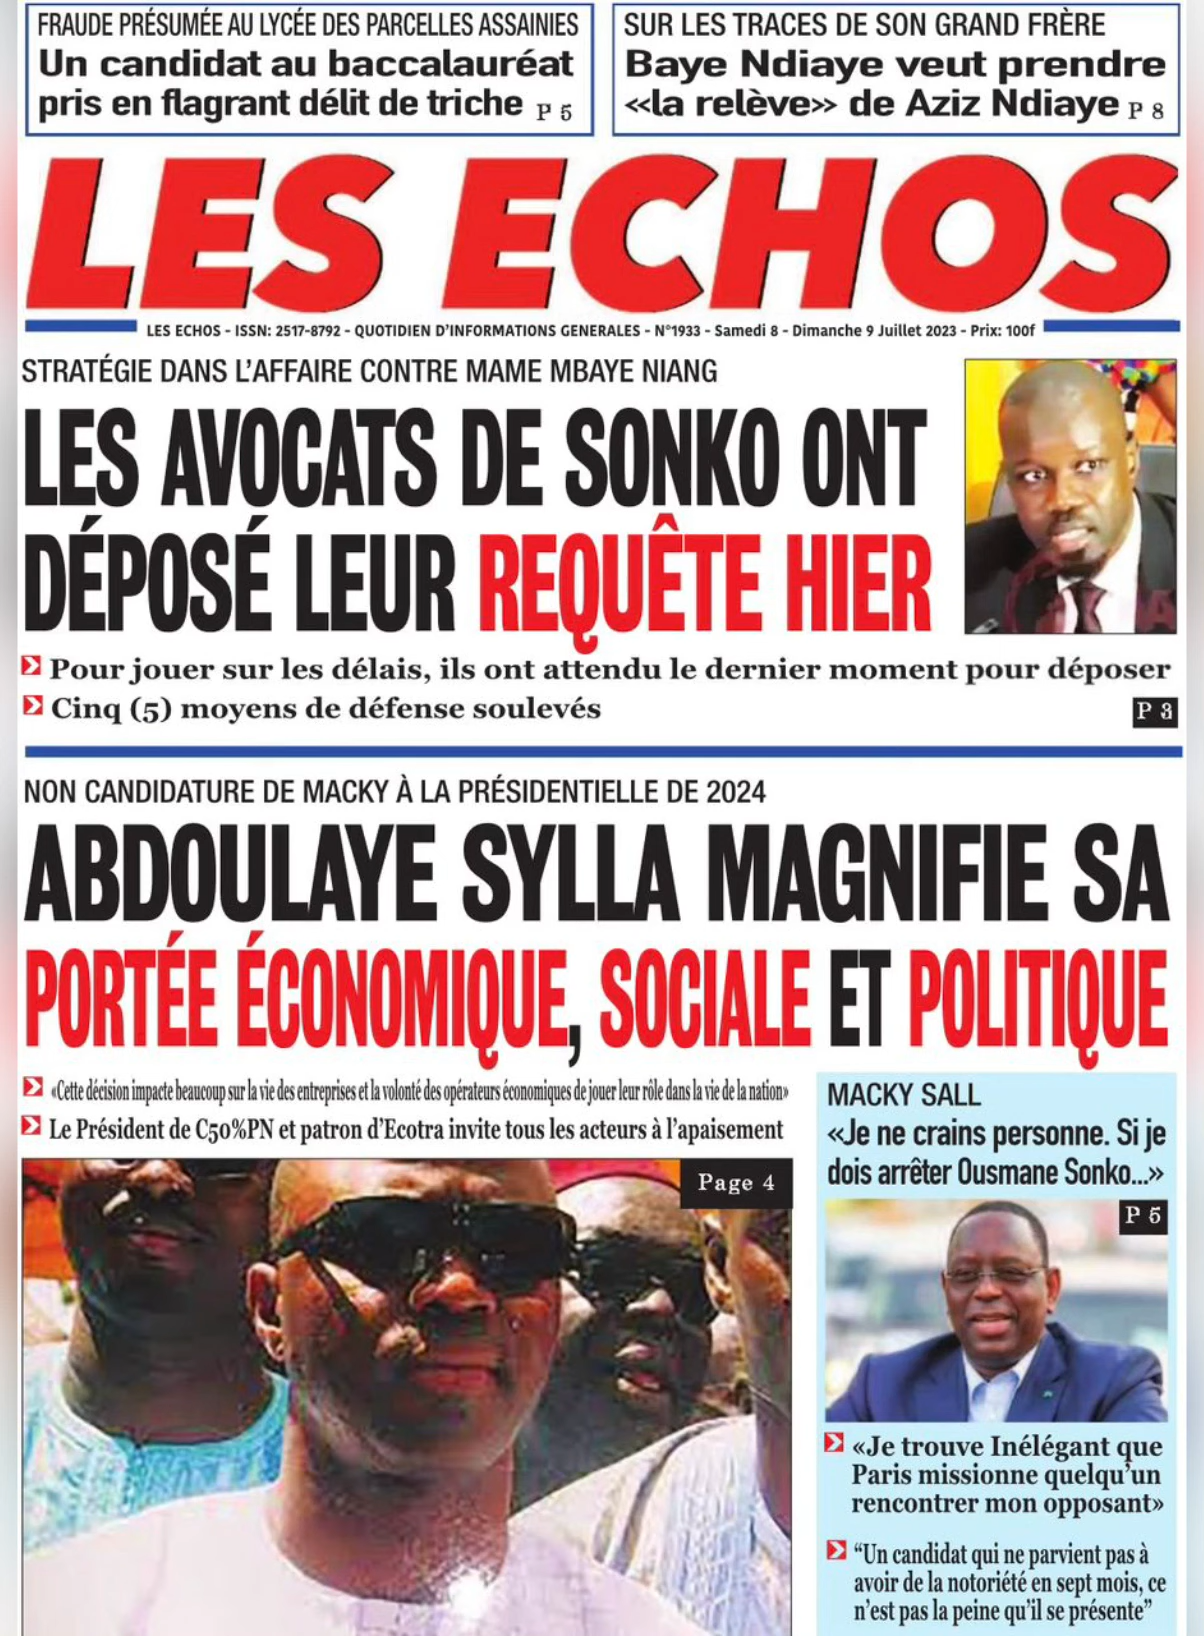 FRAUDE PRÉSUMÉE AU LYCÉE DES PARCELLES ASSAINIES
Un candidat au baccalauréat
pris en flagrant délit de triche P 5
SUR LES TRACES DE SON GRAND FRÈRE
Baye Ndiaye veut prendre
«la relève» de Aziz Ndiaye P 8
LES ECHOS
LES ECHOS - ISSN: 2517-8792 - QUOTIDIEN D'INFORMATIONS GENERALES - N°1933 - Samedi 8 - Dimanche 9 Juillet 2023 - Prix: 100f
STRATÉGIE DANS L'AFFAIRE CONTRE MAME MBAYE NIANG
LES AVOCATS DE SONKO ONT
DÉPOSÉ LEUR REQUÊTE HIER
Pour jouer sur les délais, ils ont attendu le dernier moment pour déposer
Cinq (5) moyens de défense soulevés
P 3
NON CANDIDATURE DE MACKY À LA PRÉSIDENTIELLE DE 2024
ABDOULAYE SYLLA MAGNIFIE SA
PORTÉE ÉCONOMIQUE, SOCIALE ET POLITIQUE
«Cette décision impacte beaucoup sur la vie des entreprises et la volonté des opérateurs économiques de jouer leur rôle dans la vie de la nation»
Le Président de C50%PN et patron d'Ecotra invite tous les acteurs à l'apaisement
Page 4
MACKY SALL
«Je ne crains personne. Si je
dois arrêter Ousmane Sonko...»
P 5
«Je trouve Inélégant que
Paris missionne quelqu'un
rencontrer mon opposant»
"Un candidat qui ne parvient pas à
avoir de la notoriété en sept mois, ce
n'est pas la peine qu'il se présente"